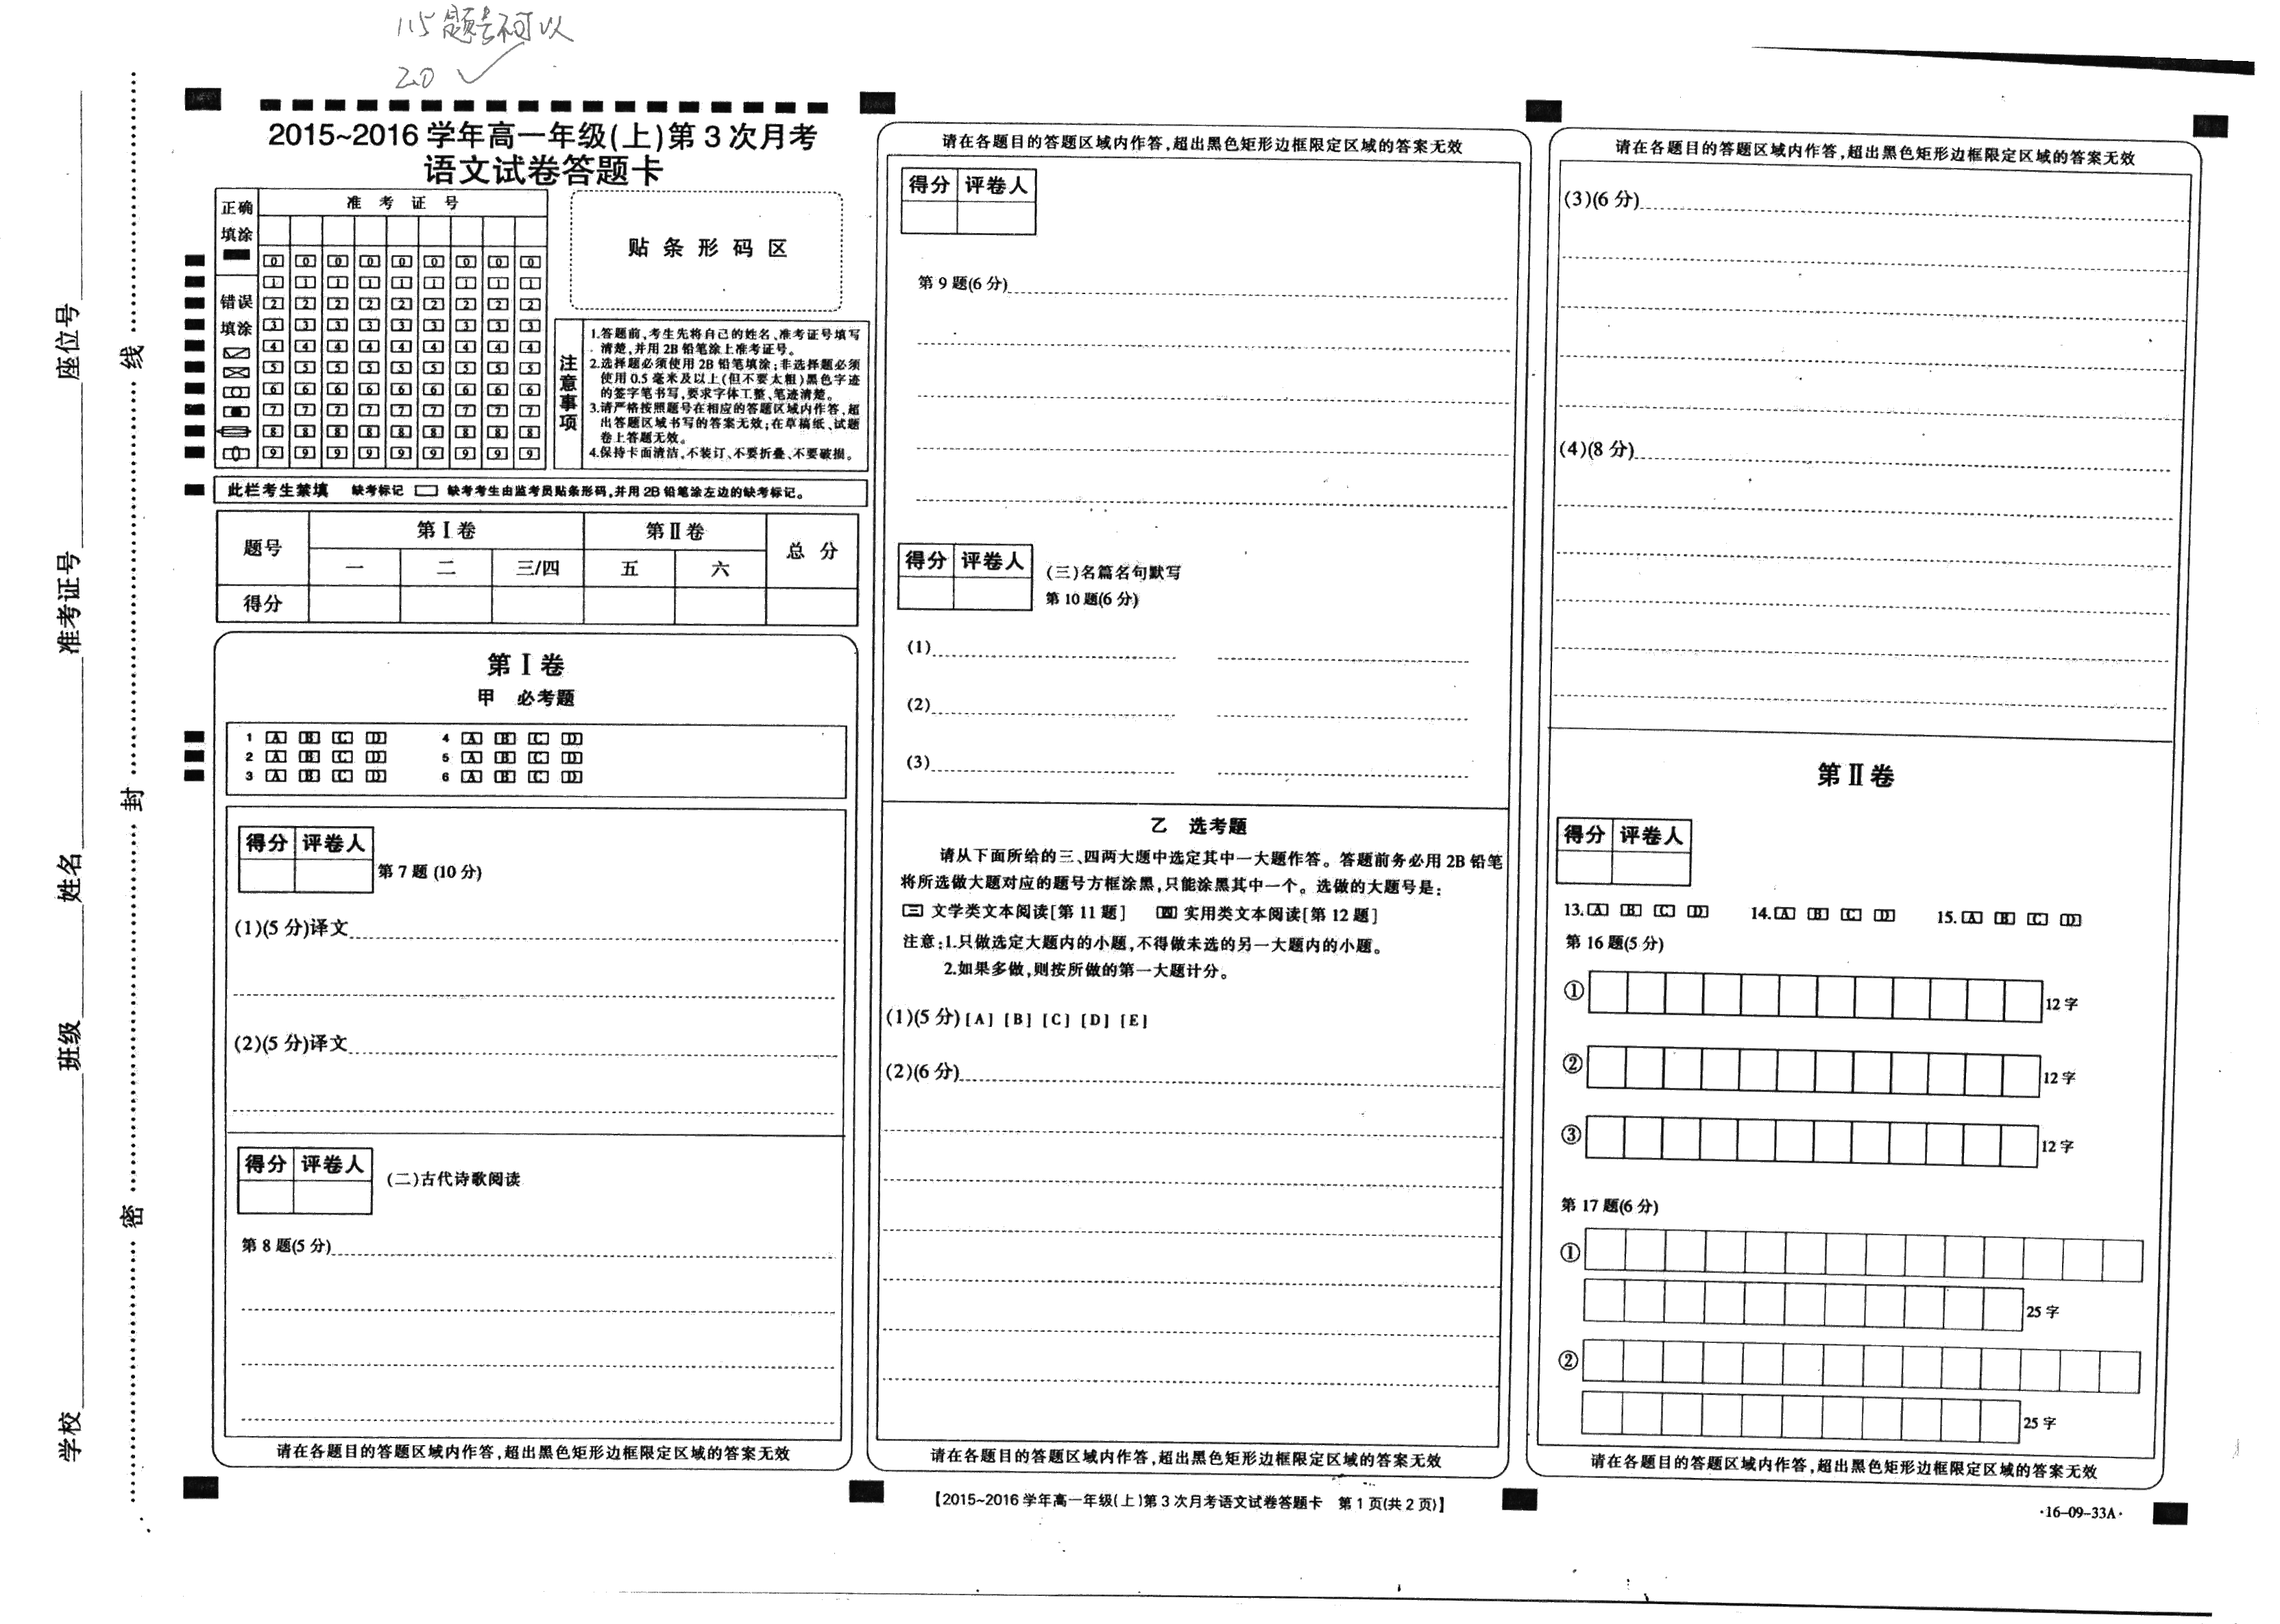 115题号不可以
20 ✓
2015~2016 学年高一年级(上)第 3 次月考
语文试卷答题卡
正确
填涂
错误
填涂
准 考 证 号
0 0 0 0 0 0 0 0 0
1 1 1 1 1 1 1 1 1
2 2 2 2 2 2 2 2 2
3 3 3 3 3 3 3 3 3
4 4 4 4 4 4 4 4 4
5 5 5 5 5 5 5 5 5
6 6 6 6 6 6 6 6 6
7 7 7 7 7 7 7 7 7
8 8 8 8 8 8 8 8 8
9 9 9 9 9 9 9 9 9
贴 条 形 码 区
注意事项
1.答题前,考生先将自己的姓名、准考证号填写
清楚,并用 2B 铅笔涂上准考证号。
2.选择题必须使用 2B 铅笔填涂;非选择题必须
使用 0.5 毫米及以上(但不要太粗)黑色字迹
的签字笔书写,要求字体工整、笔迹清楚。
3.请严格按照题号在相应的答题区域内作答,超
出答题区域书写的答案无效;在草稿纸、试题
卷上答题无效。
4.保持卡面清洁,不装订、不要折叠、不要破损。
此栏考生禁填 缺考标记 缺考考生由监考员贴条形码,并用 2B 铅笔涂左边的缺考标记。
题号 第 Ⅰ 卷 第 Ⅱ 卷 总 分
一 二 三/四 五 六
得分
第 Ⅰ 卷
甲 必考题
1 A B C D 4 A B C D
2 A B C D 5 A B C D
3 A B C D 6 A B C D
得分 评卷人
第 7 题 (10 分)
(1)(5 分)译文
(2)(5 分)译文
得分 评卷人
(二)古代诗歌阅读
第 8 题(5 分)
请在各题目的答题区域内作答,超出黑色矩形边框限定区域的答案无效
请在各题目的答题区域内作答,超出黑色矩形边框限定区域的答案无效
得分 评卷人
第 9 题(6 分)
得分 评卷人
(三)名篇名句默写
第 10 题(6 分)
(1)
(2)
(3)
乙 选考题
请从下面所给的三、四两大题中选定其中一大题作答。答题前务必用 2B 铅笔
将所选做大题对应的题号方框涂黑,只能涂黑其中一个。选做的大题号是:
三 文学类文本阅读[第 11 题] 四 实用类文本阅读[第 12 题]
注意:1.只做选定大题内的小题,不得做未选的另一大题内的小题。
2.如果多做,则按所做的第一大题计分。
(1)(5 分)[A] [B] [C] [D] [E]
(2)(6 分)
请在各题目的答题区域内作答,超出黑色矩形边框限定区域的答案无效
请在各题目的答题区域内作答,超出黑色矩形边框限定区域的答案无效
(3)(6 分)
(4)(8 分)
第 Ⅱ 卷
得分 评卷人
13. A B C D 14. A B C D 15. A B C D
第 16 题(5 分)
① 12 字
② 12 字
③ 12 字
第 17 题(6 分)
①
25 字
②
25 字
请在各题目的答题区域内作答,超出黑色矩形边框限定区域的答案无效
【2015~2016 学年高一年级(上)第 3 次月考语文试卷答题卡 第 1 页(共 2 页)】
·16-09-33A·
学校 班级 姓名 准考证号 座位号
密 封 线